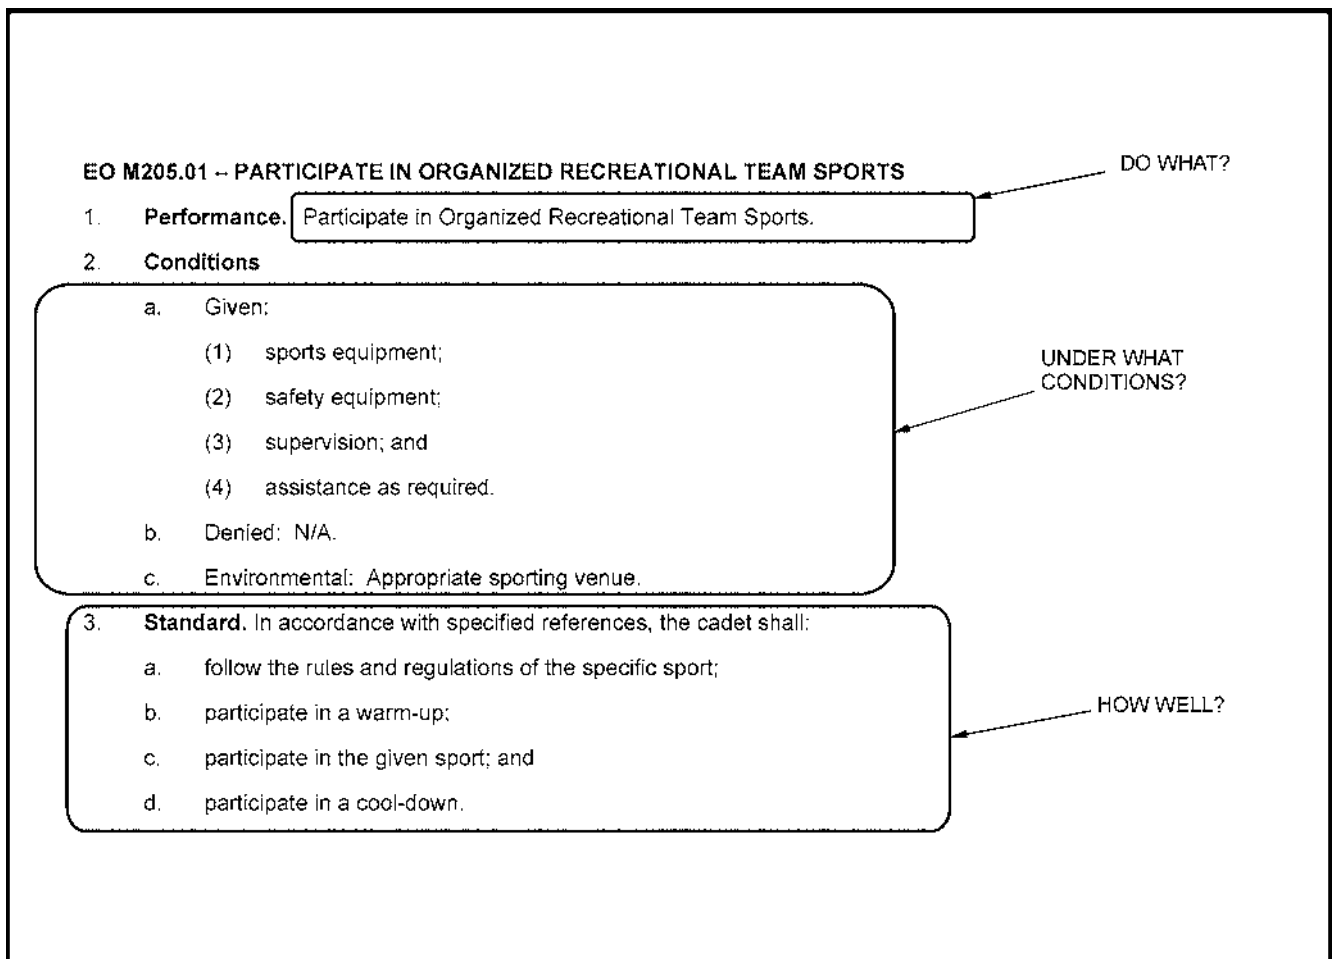 EO M205.01 – PARTICIPATE IN ORGANIZED RECREATIONAL TEAM SPORTS
DO WHAT?
1. Performance. Participate in Organized Recreational Team Sports.
2. Conditions
a. Given:
(1) sports equipment;
(2) safety equipment;
(3) supervision; and
(4) assistance as required.
b. Denied: N/A.
c. Environmental: Appropriate sporting venue.
UNDER WHAT
CONDITIONS?
3. Standard. In accordance with specified references, the cadet shall:
a. follow the rules and regulations of the specific sport;
b. participate in a warm-up;
c. participate in the given sport; and
d. participate in a cool-down.
HOW WELL?